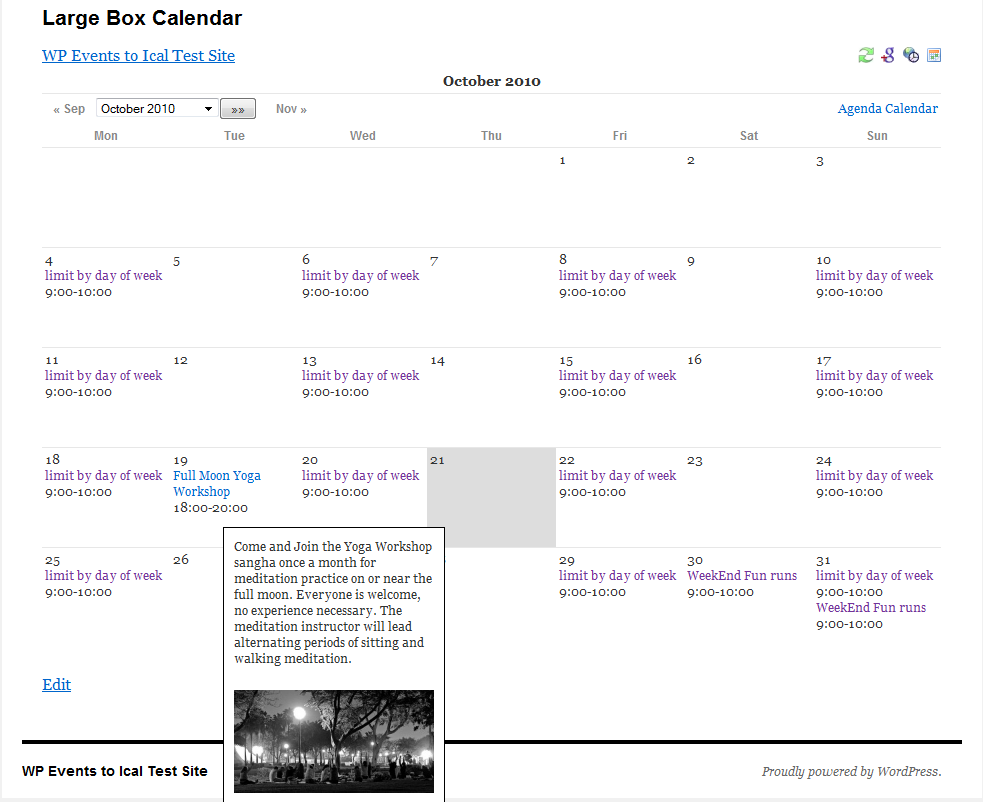 Large Box Calendar
WP Events to Ical Test Site
October 2010
« Sep October 2010 »» Nov » Agenda Calendar
Mon Tue Wed Thu Fri Sat Sun
1 2 3
4 5 6 7 8 9 10
limit by day of week limit by day of week limit by day of week limit by day of week
9:00-10:00 9:00-10:00 9:00-10:00 9:00-10:00
11 12 13 14 15 16 17
limit by day of week limit by day of week limit by day of week limit by day of week
9:00-10:00 9:00-10:00 9:00-10:00 9:00-10:00
18 19 20 21 22 23 24
limit by day of week Full Moon Yoga limit by day of week limit by day of week limit by day of week
9:00-10:00 Workshop 9:00-10:00 9:00-10:00 9:00-10:00
18:00-20:00
25 26 29 30 31
limit by day of week limit by day of week WeekEnd Fun runs limit by day of week
9:00-10:00 9:00-10:00 9:00-10:00 9:00-10:00
WeekEnd Fun runs
9:00-10:00
Come and Join the Yoga Workshop
sangha once a month for
meditation practice on or near the
full moon. Everyone is welcome,
no experience necessary. The
meditation instructor will lead
alternating periods of sitting and
walking meditation.
Edit
WP Events to Ical Test Site Proudly powered by WordPress.